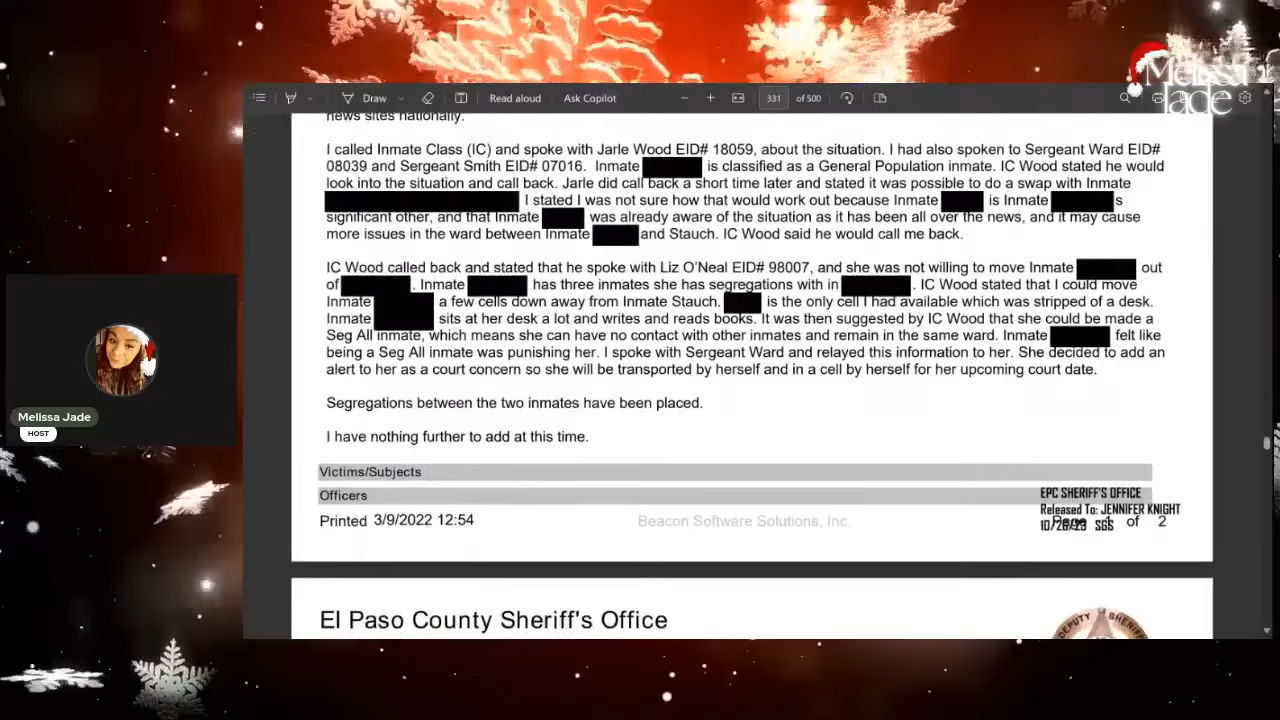 Melissa
Jade
Draw
Read aloud
Ask Copilot
331
of 500
news sites nationally.
I called Inmate Class (IC) and spoke with Jarle Wood EID# 18059, about the situation. I had also spoken to Sergeant Ward EID#
08039 and Sergeant Smith EID# 07016. Inmate is classified as a General Population inmate. IC Wood stated he would
look into the situation and call back. Jarle did call back a short time later and stated it was possible to do a swap with Inmate
I stated I was not sure how that would work out because Inmate is Inmate s
significant other, and that Inmate was already aware of the situation as it has been all over the news, and it may cause
more issues in the ward between Inmate and Stauch. IC Wood said he would call me back.
IC Wood called back and stated that he spoke with Liz O'Neal EID# 98007, and she was not willing to move Inmate out
of . Inmate has three inmates she has segregations with in . IC Wood stated that I could move
Inmate a few cells down away from Inmate Stauch. is the only cell I had available which was stripped of a desk.
Inmate sits at her desk a lot and writes and reads books. It was then suggested by IC Wood that she could be made a
Seg All inmate, which means she can have no contact with other inmates and remain in the same ward. Inmate felt like
being a Seg All inmate was punishing her. I spoke with Sergeant Ward and relayed this information to her. She decided to add an
alert to her as a court concern so she will be transported by herself and in a cell by herself for her upcoming court date.
Segregations between the two inmates have been placed.
I have nothing further to add at this time.
Victims/Subjects
Officers
Printed 3/9/2022 12:54
Beacon Software Solutions, Inc.
EPC SHERIFF'S OFFICE
Released To: JENNIFER KNIGHT
Page 1 of 2
SGS
El Paso County Sheriff's Office
DEPUTY SHERIFF
Melissa Jade
HOST